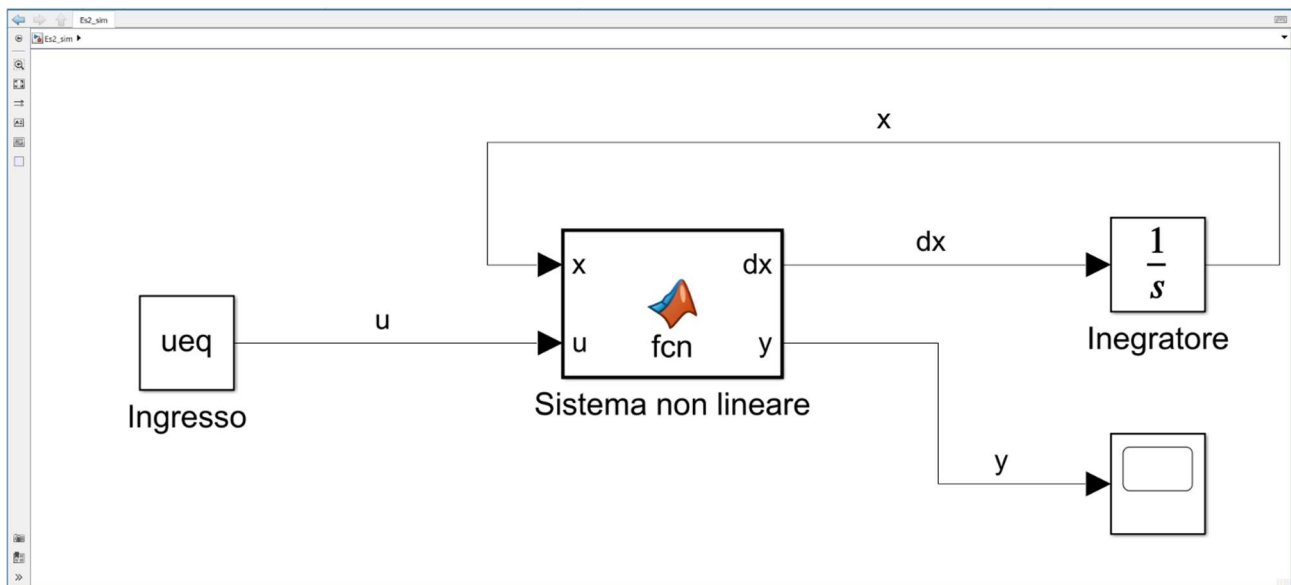 Es2_sim
Es2_sim
x
x
dx
dx
1
s
ueq
u
u
fcn
y
Inegratore
Ingresso
Sistema non lineare
y